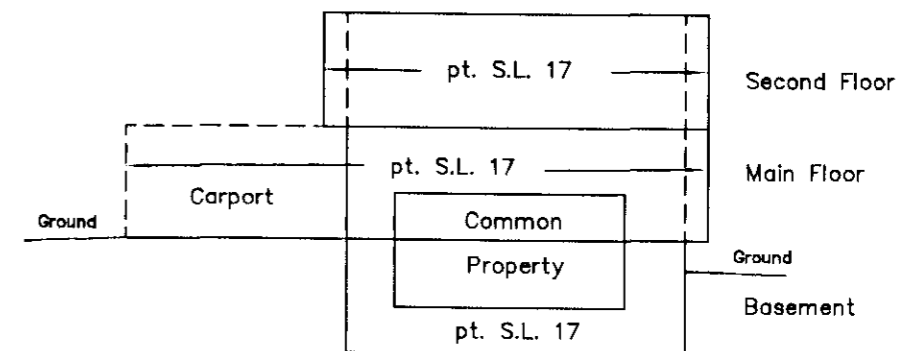 pt. S.L. 17
Second Floor
pt. S.L. 17
Main Floor
Carport
Ground
Common
Property
Ground
Basement
pt. S.L. 17